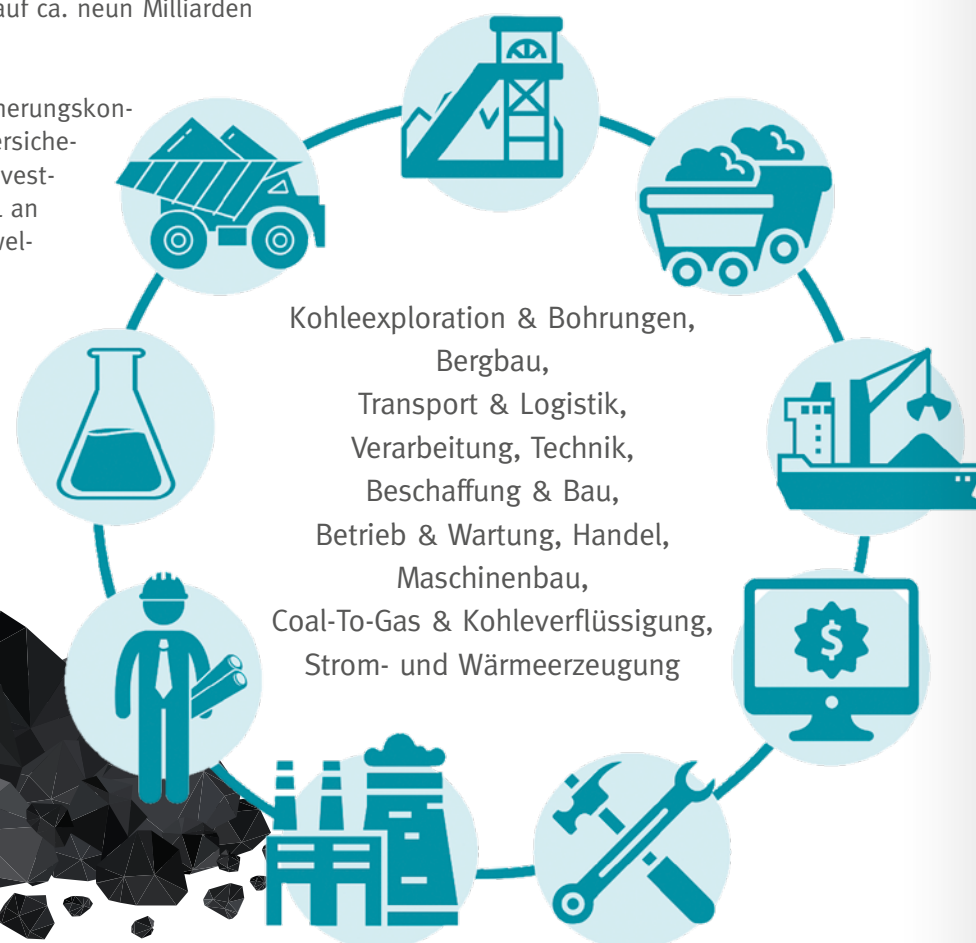 auf ca. neun Milliarden
herungskon-
ersiche-
vest-
an
wel-
Kohleexploration & Bohrungen,
Bergbau,
Transport & Logistik,
Verarbeitung, Technik,
Beschaffung & Bau,
Betrieb & Wartung, Handel,
Maschinenbau,
Coal-To-Gas & Kohleverflüssigung,
Strom- und Wärmeerzeugung
$